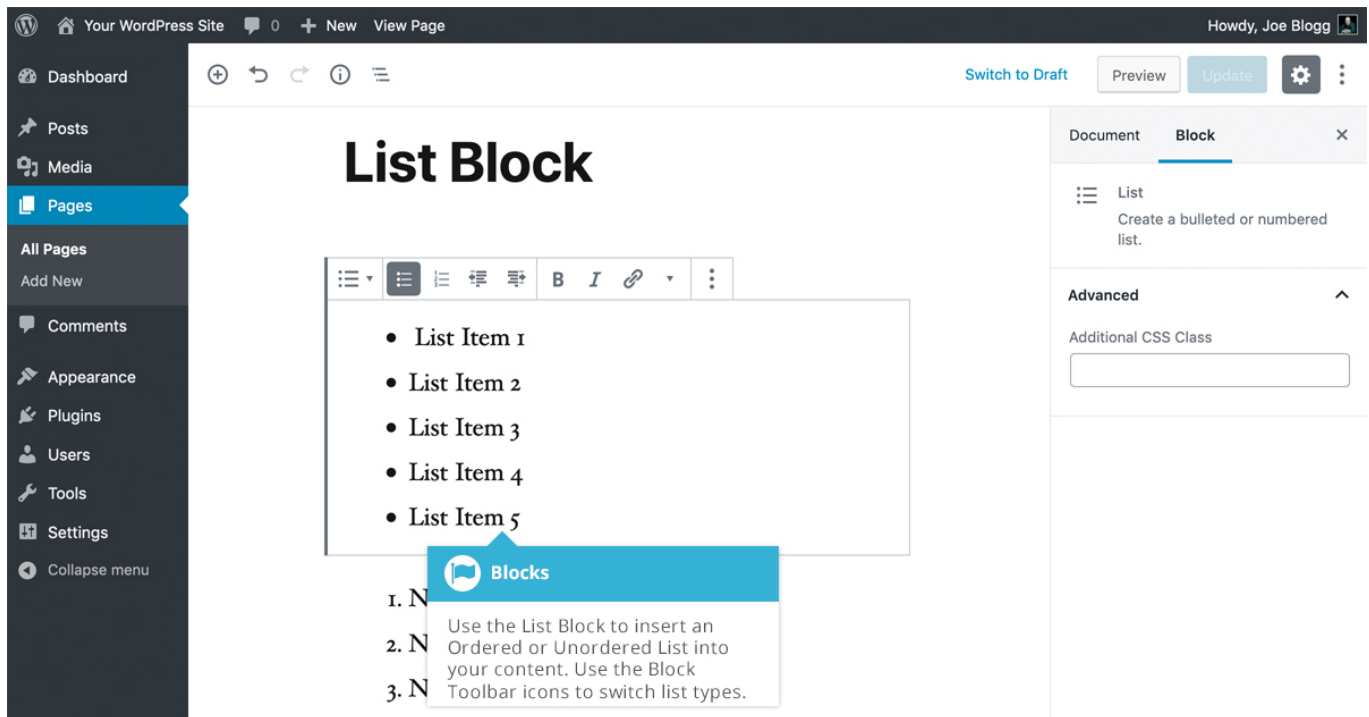 Your WordPress Site 0 New View Page Howdy, Joe Blogg
Dashboard
Posts
Media
Pages
All Pages
Add New
Comments
Appearance
Plugins
Users
Tools
Settings
Collapse menu
Switch to Draft Preview Update
List Block
B I
• List Item 1
• List Item 2
• List Item 3
• List Item 4
• List Item 5
1. N
2. N
3. N
Blocks
Use the List Block to insert an
Ordered or Unordered List into
your content. Use the Block
Toolbar icons to switch list types.
Document Block
List
Create a bulleted or numbered
list.
Advanced
Additional CSS Class